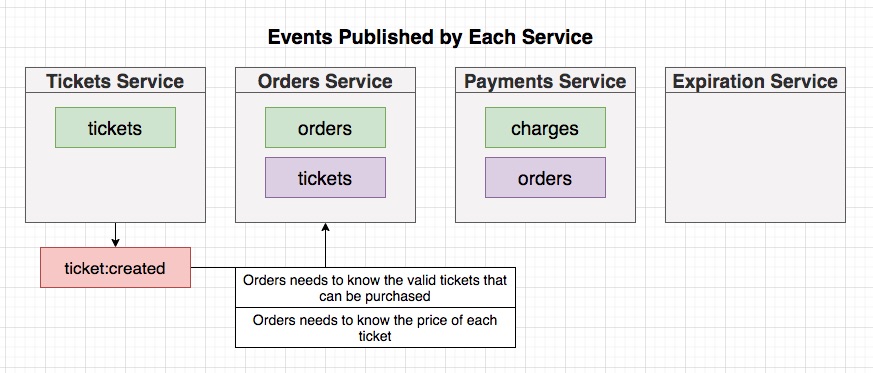 Events Published by Each Service
Tickets Service
tickets
Orders Service
orders
tickets
Payments Service
charges
orders
Expiration Service
ticket:created
Orders needs to know the valid tickets that
can be purchased
Orders needs to know the price of each
ticket